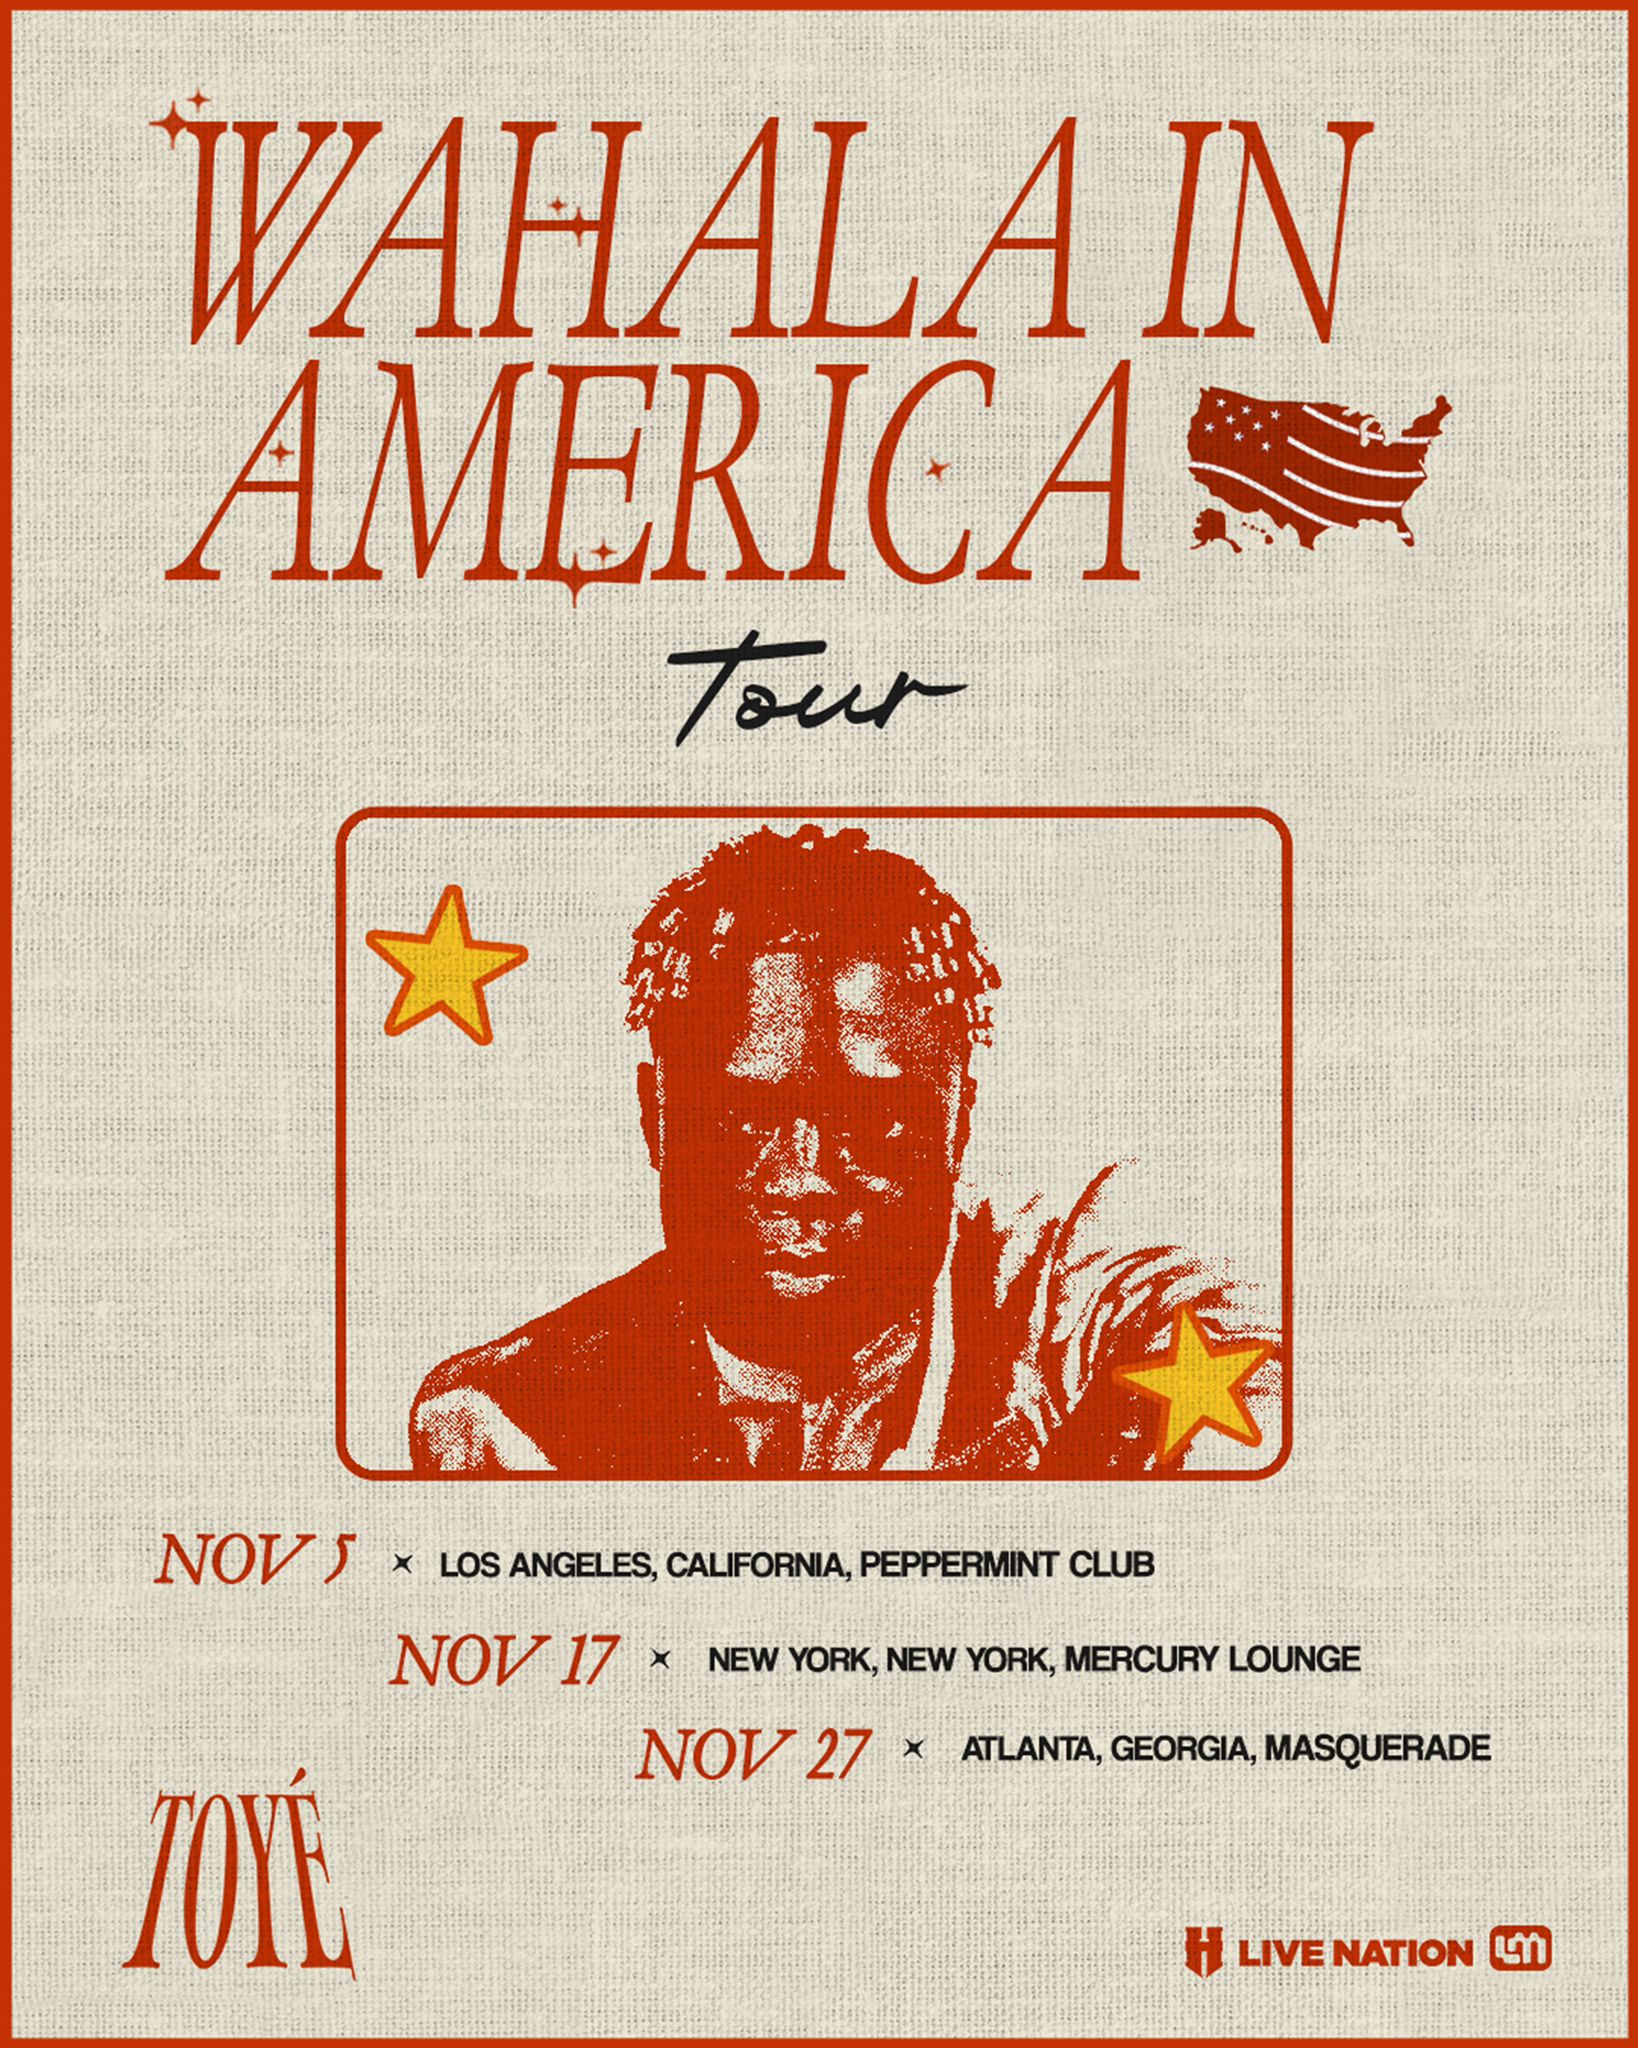 WAHALA IN
AMERICA
Tour
NOV 5 LOS ANGELES, CALIFORNIA, PEPPERMINT CLUB
NOV 17 NEW YORK, NEW YORK, MERCURY LOUNGE
NOV 27 ATLANTA, GEORGIA, MASQUERADE
TOYÉ
H LIVE NATION LM